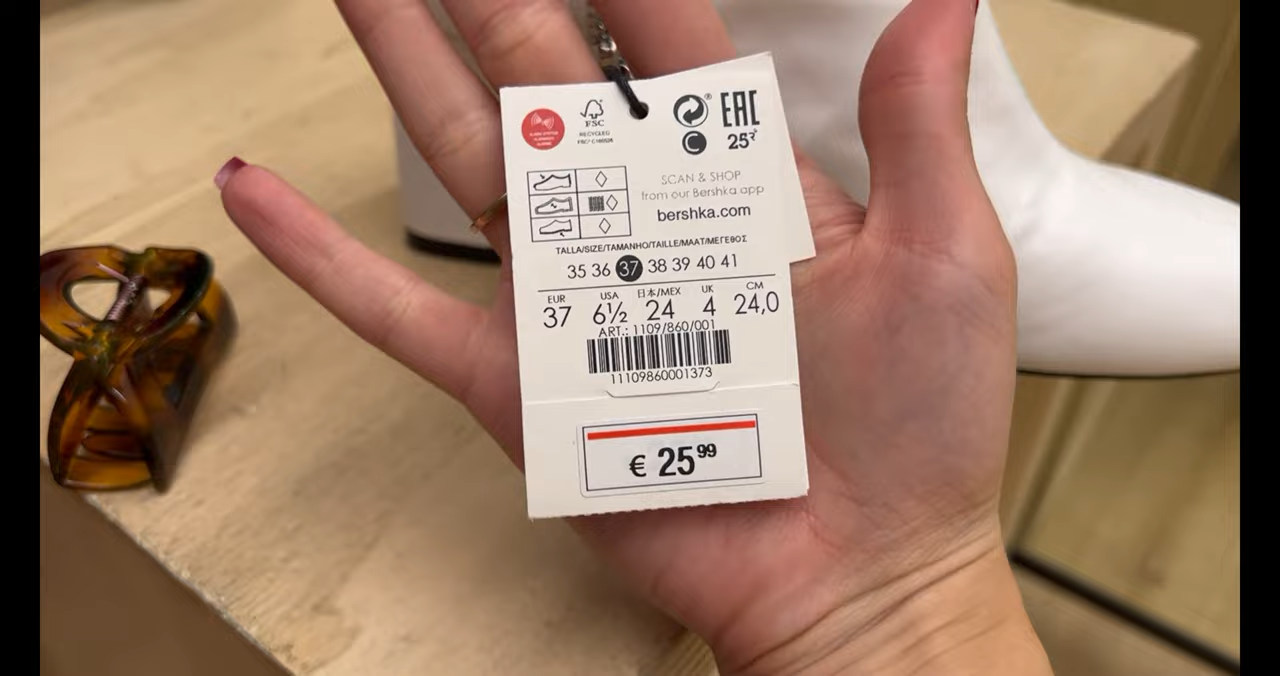 FSC
RECYCLED
EAC
25
SCAN & SHOP
from our Bershka app
bershka.com
TALLA/SIZE/TAMANHO/TAILLE/MAAT/ΜΕΓΕΘΟΣ
35 36 37 38 39 40 41
EUR USA 日本/MEX UK CM
37 6½ 24 4 24,0
ART.: 1109/860/001
11109860001373
€ 25⁹⁹